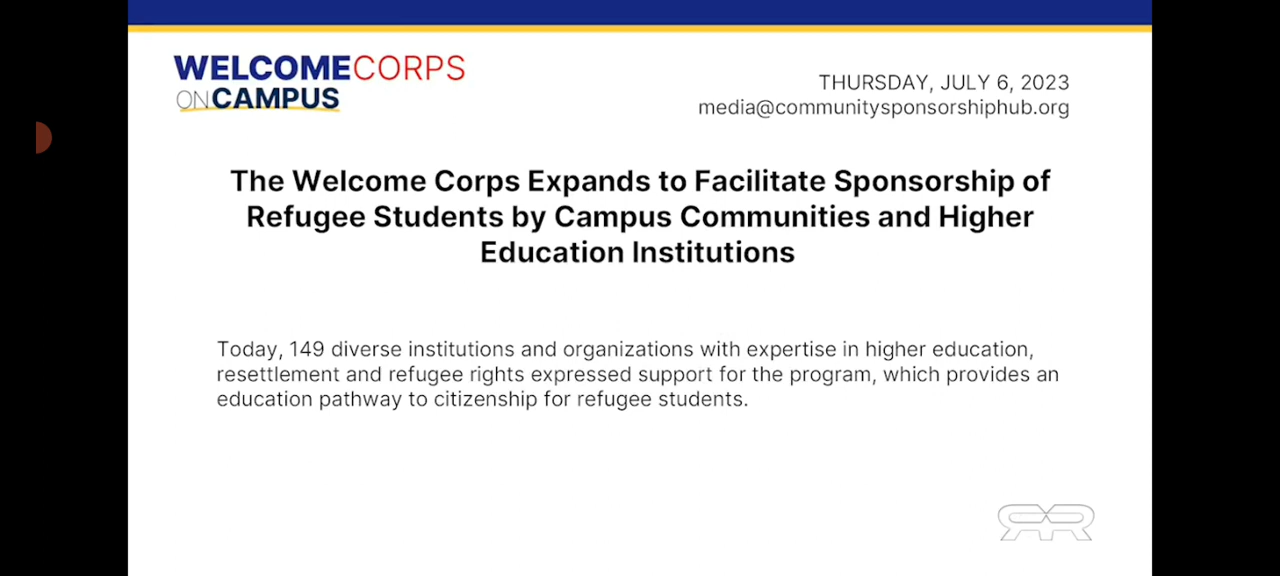 WELCOMECORPS
ONCAMPUS
THURSDAY, JULY 6, 2023
media@communitysponsorshiphub.org
The Welcome Corps Expands to Facilitate Sponsorship of
Refugee Students by Campus Communities and Higher
Education Institutions
Today, 149 diverse institutions and organizations with expertise in higher education,
resettlement and refugee rights expressed support for the program, which provides an
education pathway to citizenship for refugee students.
RR